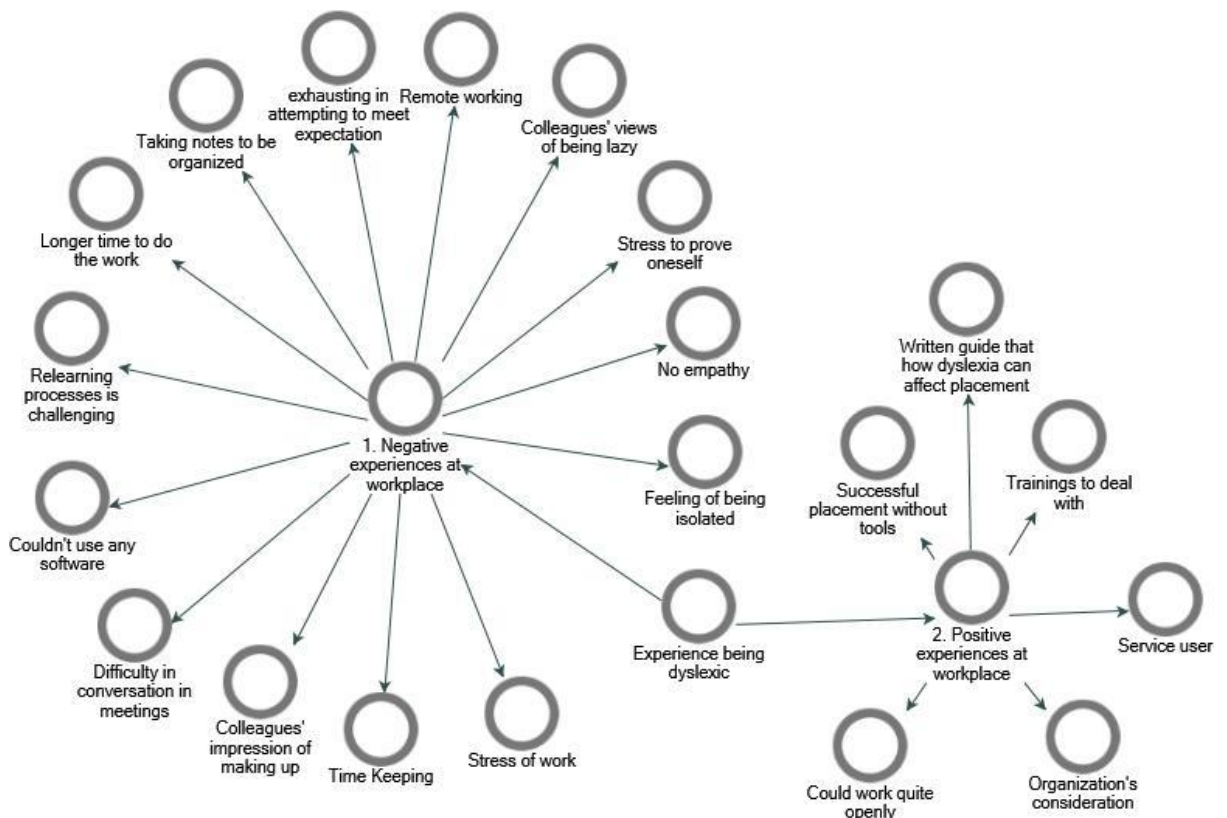 exhausting in
attempting to meet
expectation
Remote working
Colleagues' views
of being lazy
Taking notes to be
organized
Longer time to do
the work
Stress to prove
oneself
Relearning
processes is
challenging
No empathy
Written guide that
how dyslexia can
affect placement
1. Negative
experiences at
workplace
Feeling of being
isolated
Successful
placement without
tools
Trainings to deal
with
Couldn't use any
software
Experience being
dyslexic
2. Positive
experiences at
workplace
Service user
Difficulty in
conversation in
meetings
Colleagues'
impression of
making up
Time Keeping
Stress of work
Could work quite
openly
Organization's
consideration